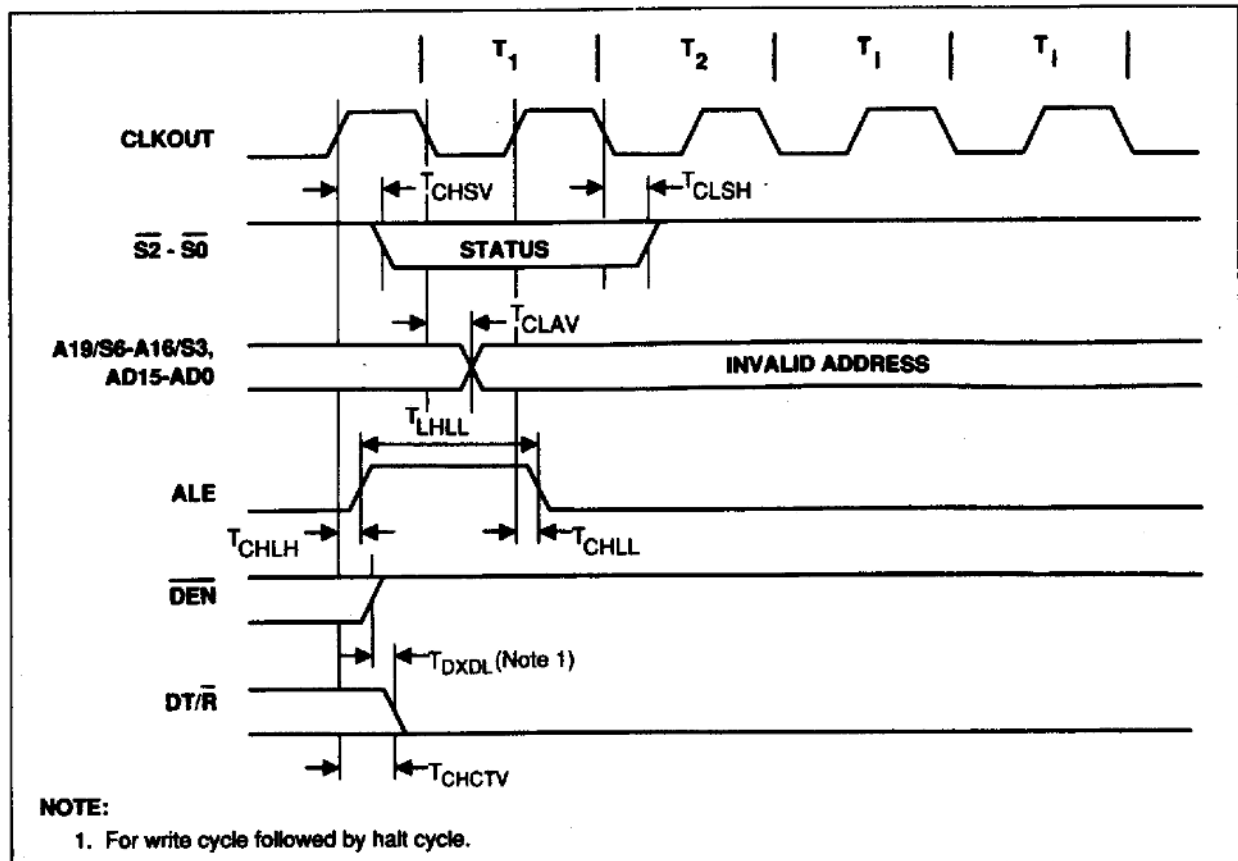 T1 T2 TI TI
CLKOUT
TCHSV TCLSH
S2 - S0 STATUS
TCLAV
A19/S6-A16/S3,
AD15-AD0 INVALID ADDRESS
TLHLL
ALE
TCHLH TCHLL
DEN
TDXDL (Note 1)
DT/R
TCHCTV
NOTE:
1. For write cycle followed by halt cycle.